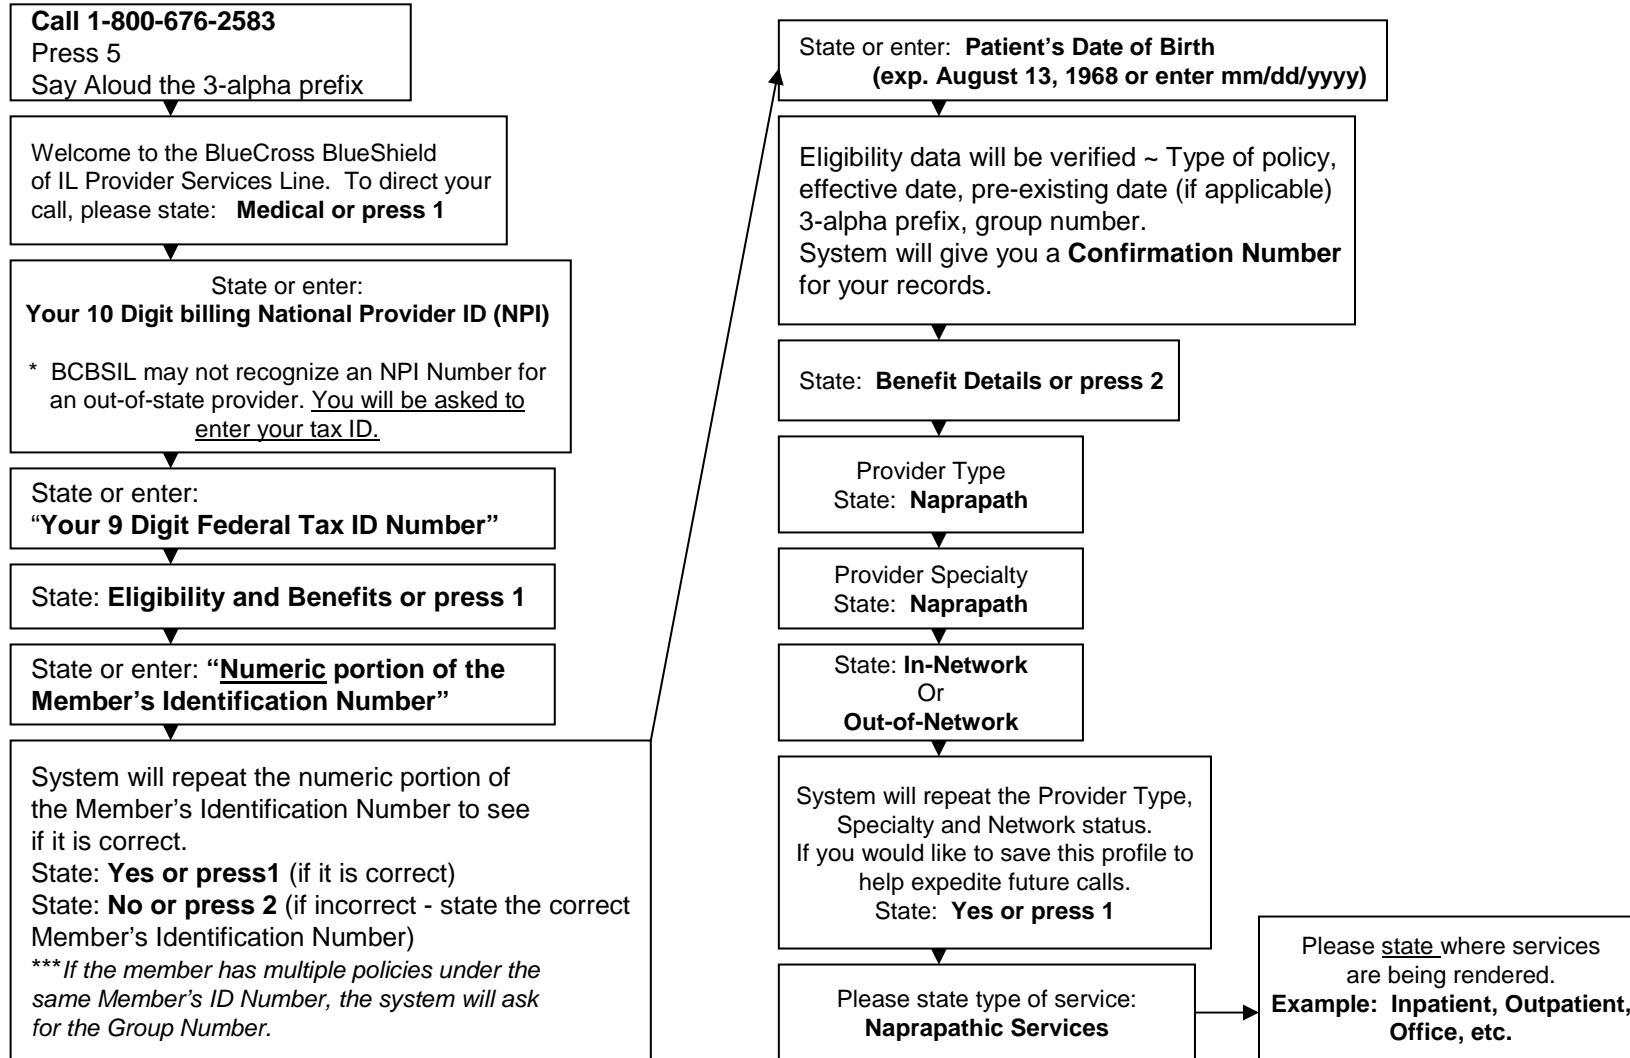 Call 1-800-676-2583
Press 5
Say Aloud the 3-alpha prefix
Welcome to the BlueCross BlueShield
of IL Provider Services Line.  To direct your
call, please state:   Medical or press 1
State or enter:
Your 10 Digit billing National Provider ID (NPI)
*  BCBSIL may not recognize an NPI Number for
an out-of-state provider. You will be asked to
enter your tax ID.
State or enter:
“Your 9 Digit Federal Tax ID Number”
State: Eligibility and Benefits or press 1
State or enter: “Numeric portion of the
Member’s Identification Number”
System will repeat the numeric portion of
the Member’s Identification Number to see
if it is correct.
State: Yes or press1 (if it is correct)
State: No or press 2 (if incorrect - state the correct
Member’s Identification Number)
***If the member has multiple policies under the
same Member’s ID Number, the system will ask
for the Group Number.
State or enter:  Patient’s Date of Birth
(exp. August 13, 1968 or enter mm/dd/yyyy)
Eligibility data will be verified ~ Type of policy,
effective date, pre-existing date (if applicable)
3-alpha prefix, group number.
System will give you a Confirmation Number
for your records.
State:  Benefit Details or press 2
Provider Type
State:  Naprapath
Provider Specialty
State:  Naprapath
State: In-Network
Or
Out-of-Network
System will repeat the Provider Type,
Specialty and Network status.
If you would like to save this profile to
help expedite future calls.
State:  Yes or press 1
Please state type of service:
Naprapathic Services
Please state where services
are being rendered.
Example:  Inpatient, Outpatient,
Office, etc.